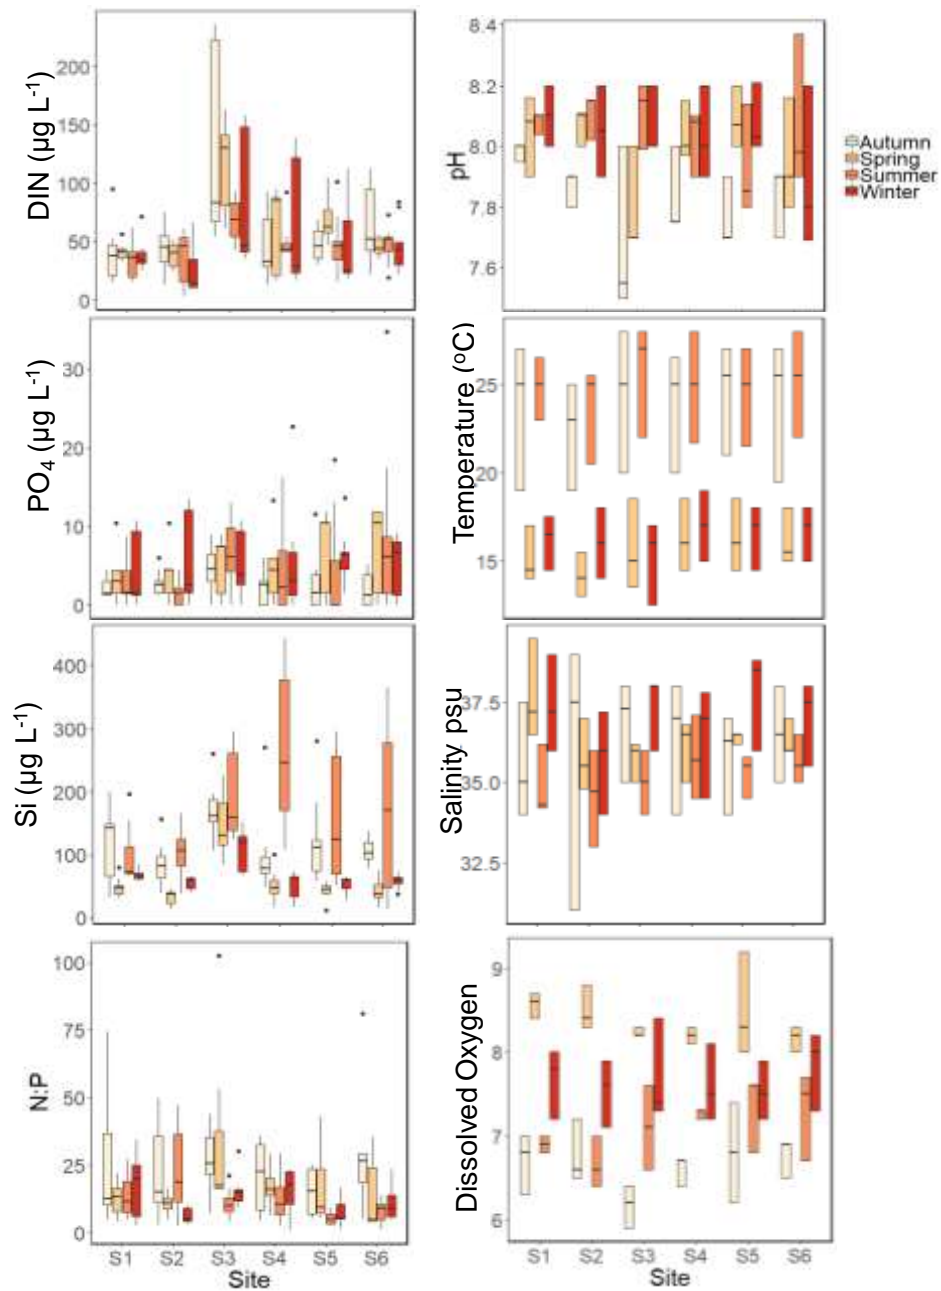 DIN (µg L-1)
200
150
100
50
0
pH
8.4
8.2
8.0
7.8
7.6
Autumn
Spring
Summer
Winter
PO4 (µg L-1)
30
20
10
0
Temperature (oC)
25
20
15
Si (µg L-1)
400
300
200
100
0
Salinity psu
37.5
35.0
32.5
N:P
100
75
50
25
0
S1 S2 S3 S4 S5 S6
Site
Dissolved Oxygen
9
8
7
6
S1 S2 S3 S4 S5 S6
Site